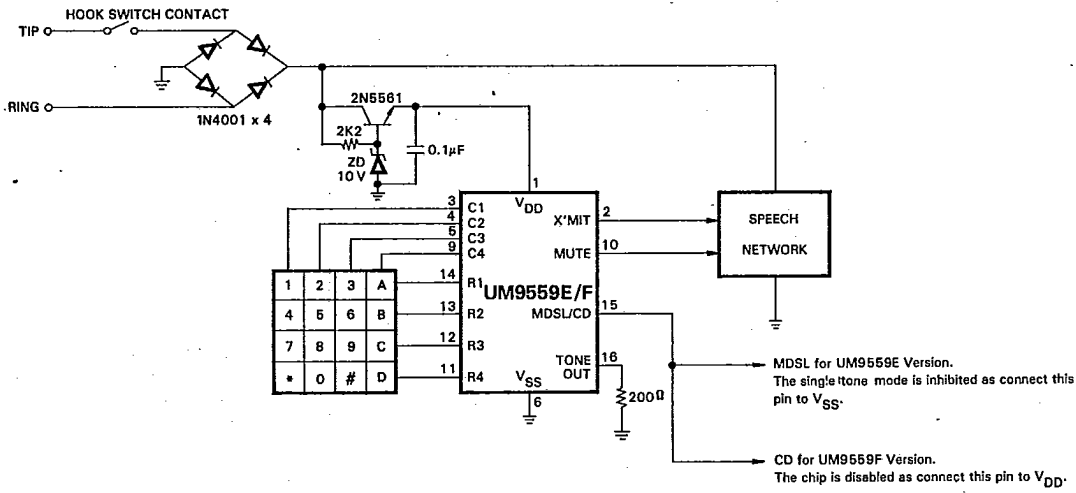 HOOK SWITCH CONTACT
TIP
RING
1N4001 x 4
2N5561
2K2
ZD
10V
0.1µF
1
VDD
3 C1
4 C2
5 C3
9 C4
14 R1
13 R2
12 R3
11 R4
1 2 3 A
4 5 6 B
7 8 9 C
* 0 # D
UM9559E/F
X'MIT 2
MUTE 10
MDSL/CD 15
TONE OUT 16
VSS
6
200Ω
SPEECH
NETWORK
MDSL for UM9559E Version.
The single tone mode is inhibited as connect this
pin to VSS.
CD for UM9559F Version.
The chip is disabled as connect this pin to VDD.